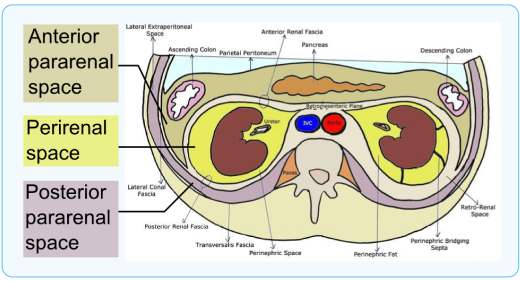 Anterior
pararenal
space
Perirenal
space
Posterior
pararenal
space
Lateral Extraperitoneal
Space
Ascending Colon
Parietal Peritoneum
Anterior Renal Fascia
Pancreas
Descending Colon
Retromesenteric Plane
Ureter
IVC
Aorta
Psoas
Lateral Conal
Fascia
Posterior Renal Fascia
Transversalis Fascia
Perinephric Space
Perinephric Fat
Perinephric Bridging
Septa
Retro-Renal
Space